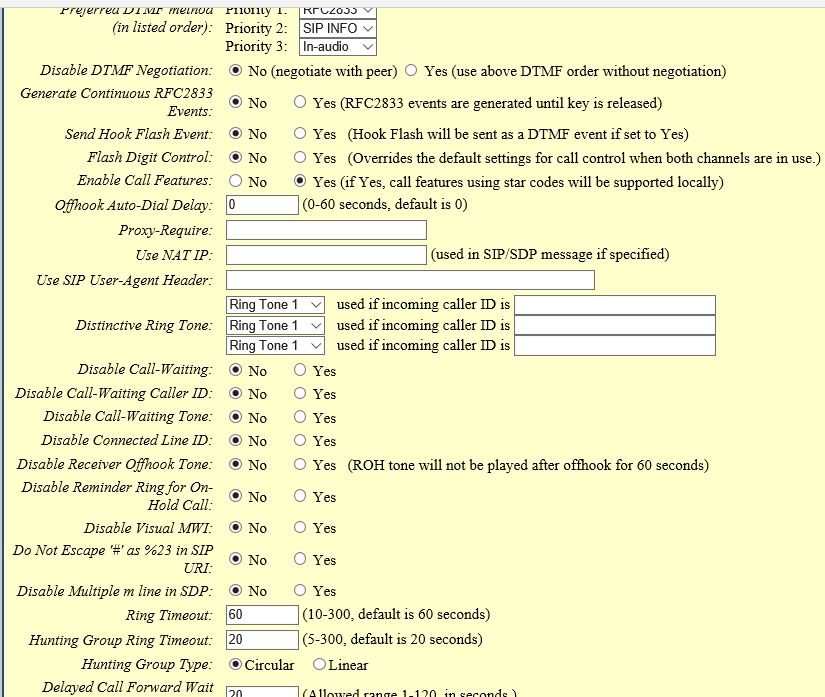 Preferred DTMF method Priority 1: RFC2833
(in listed order): Priority 2: SIP INFO
Priority 3: In-audio
Disable DTMF Negotiation: No (negotiate with peer) Yes (use above DTMF order without negotiation)
Generate Continuous RFC2833
Events: No Yes (RFC2833 events are generated until key is released)
Send Hook Flash Event: No Yes (Hook Flash will be sent as a DTMF event if set to Yes)
Flash Digit Control: No Yes (Overrides the default settings for call control when both channels are in use.)
Enable Call Features: No Yes (if Yes, call features using star codes will be supported locally)
Offhook Auto-Dial Delay: 0 (0-60 seconds, default is 0)
Proxy-Require:
Use NAT IP: (used in SIP/SDP message if specified)
Use SIP User-Agent Header:
Ring Tone 1 used if incoming caller ID is
Distinctive Ring Tone: Ring Tone 1 used if incoming caller ID is
Ring Tone 1 used if incoming caller ID is
Disable Call-Waiting: No Yes
Disable Call-Waiting Caller ID: No Yes
Disable Call-Waiting Tone: No Yes
Disable Connected Line ID: No Yes
Disable Receiver Offhook Tone: No Yes (ROH tone will not be played after offhook for 60 seconds)
Disable Reminder Ring for On-
Hold Call: No Yes
Disable Visual MWI: No Yes
Do Not Escape '#' as %23 in SIP
URI: No Yes
Disable Multiple m line in SDP: No Yes
Ring Timeout: 60 (10-300, default is 60 seconds)
Hunting Group Ring Timeout: 20 (5-300, default is 20 seconds)
Hunting Group Type: Circular Linear
Delayed Call Forward Wait 20 (Allowed range 1-120, in seconds.)